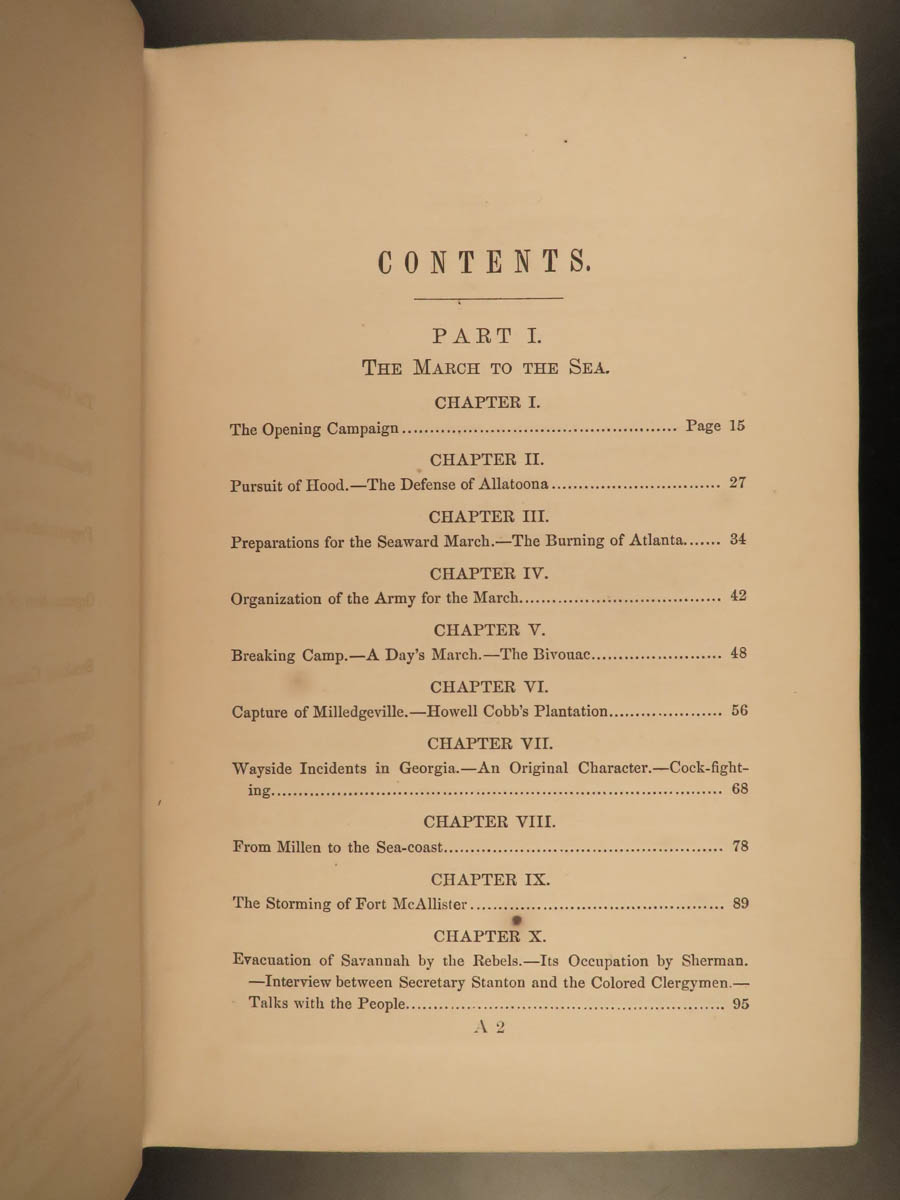 CONTENTS.
PART I.
THE MARCH TO THE SEA.
CHAPTER I.
The Opening Campaign................................................... Page 15
CHAPTER II.
Pursuit of Hood.—The Defense of Allatoona................................ 27
CHAPTER III.
Preparations for the Seaward March.—The Burning of Atlanta....... 34
CHAPTER IV.
Organization of the Army for the March...................................... 42
CHAPTER V.
Breaking Camp.—A Day's March.—The Bivouac........................ 48
CHAPTER VI.
Capture of Milledgeville.—Howell Cobb's Plantation..................... 56
CHAPTER VII.
Wayside Incidents in Georgia.—An Original Character.—Cock-fight-
ing.................................................................................... 68
CHAPTER VIII.
From Millen to the Sea-coast.................................................... 78
CHAPTER IX.
The Storming of Fort McAllister................................................ 89
CHAPTER X.
Evacuation of Savannah by the Rebels.—Its Occupation by Sherman.
—Interview between Secretary Stanton and the Colored Clergymen.—
Talks with the People............................................................ 95
A 2